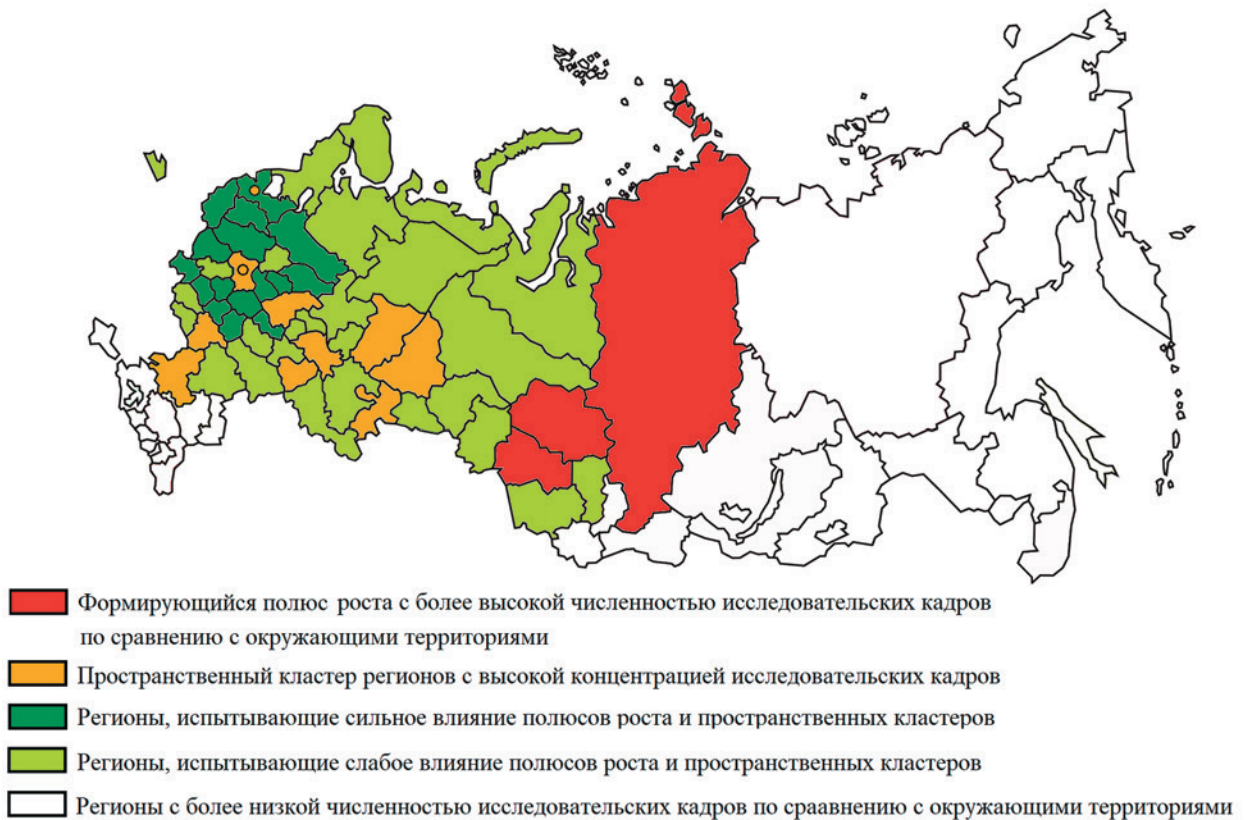 Формирующийся полюс роста с более высокой численностью исследовательских кадров
по сравнению с окружающими территориями
Пространственный кластер регионов с высокой концентрацией исследовательских кадров
Регионы, испытывающие сильное влияние полюсов роста и пространственных кластеров
Регионы, испытывающие слабое влияние полюсов роста и пространственных кластеров
Регионы с более низкой численностью исследовательских кадров по сраавнению с окружающими территориями